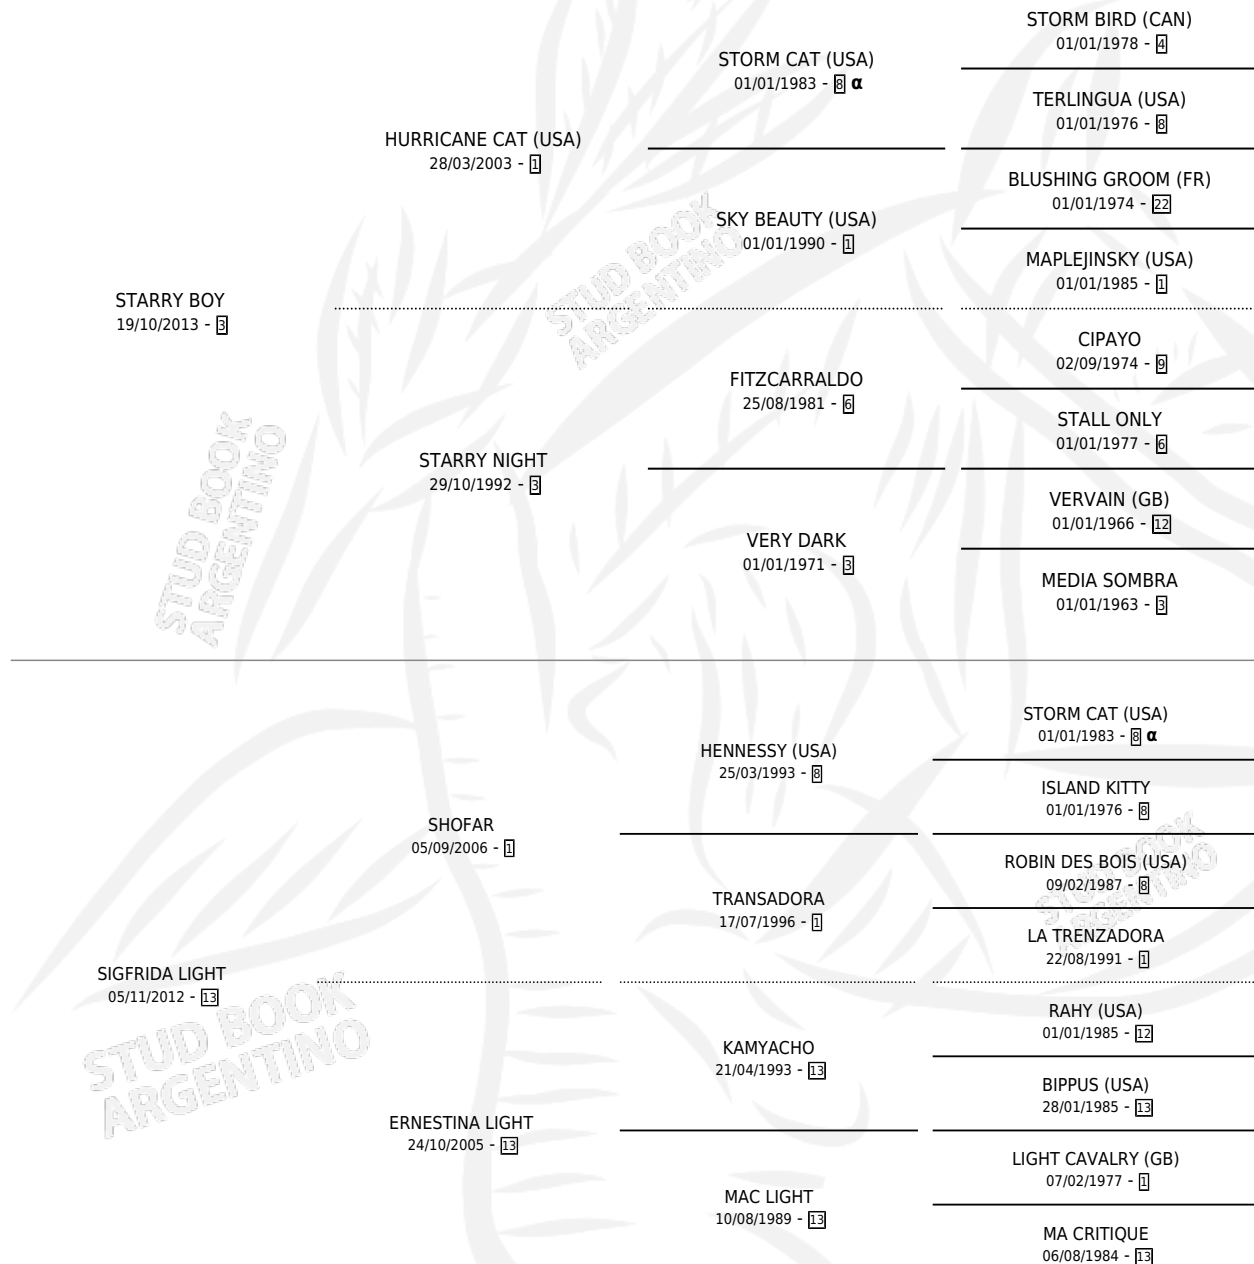 STORM BIRD (CAN)
01/01/1978 - 4
STORM CAT (USA)
01/01/1983 - 8 α
TERLINGUA (USA)
01/01/1976 - 8
HURRICANE CAT (USA)
28/03/2003 - 1
BLUSHING GROOM (FR)
01/01/1974 - 22
SKY BEAUTY (USA)
01/01/1990 - 1
MAPLEJINSKY (USA)
01/01/1985 - 1
STARRY BOY
19/10/2013 - 3
CIPAYO
02/09/1974 - 9
FITZCARRALDO
25/08/1981 - 6
STALL ONLY
01/01/1977 - 6
STARRY NIGHT
29/10/1992 - 3
VERVAIN (GB)
01/01/1966 - 12
VERY DARK
01/01/1971 - 3
MEDIA SOMBRA
01/01/1963 - 3
STUD BOOK
ARGENTINO
STUD BOOK
ARGENTINO
STORM CAT (USA)
01/01/1983 - 8 α
HENNESSY (USA)
25/03/1993 - 8
ISLAND KITTY
01/01/1976 - 8
SHOFAR
05/09/2006 - 1
ROBIN DES BOIS (USA)
09/02/1987 - 8
TRANSADORA
17/07/1996 - 1
LA TRENZADORA
22/08/1991 - 1
SIGFRIDA LIGHT
05/11/2012 - 13
RAHY (USA)
01/01/1985 - 12
KAMYACHO
21/04/1993 - 13
BIPPUS (USA)
28/01/1985 - 13
ERNESTINA LIGHT
24/10/2005 - 13
LIGHT CAVALRY (GB)
07/02/1977 - 1
MAC LIGHT
10/08/1989 - 13
MA CRITIQUE
06/08/1984 - 13
STUD BOOK
ARGENTINO
STUD BOOK
ARGENTINO